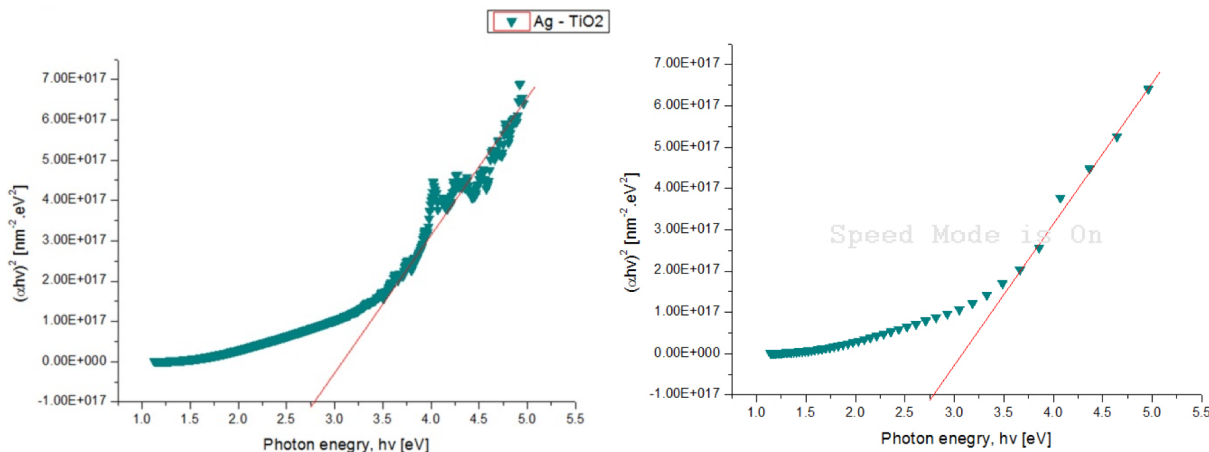 Ag - TiO2
7.00E+017
6.00E+017
5.00E+017
4.00E+017
3.00E+017
2.00E+017
1.00E+017
0.00E+000
-1.00E+017
(αhv)² [nm⁻².eV²]
1.0 1.5 2.0 2.5 3.0 3.5 4.0 4.5 5.0 5.5
Photon enegry, hv [eV]
7.00E+017
6.00E+017
5.00E+017
4.00E+017
3.00E+017
2.00E+017
1.00E+017
0.00E+000
-1.00E+017
(αhv)² [nm⁻².eV²]
Speed Mode is On
1.0 1.5 2.0 2.5 3.0 3.5 4.0 4.5 5.0 5.5
Photon enegry, hv [eV]